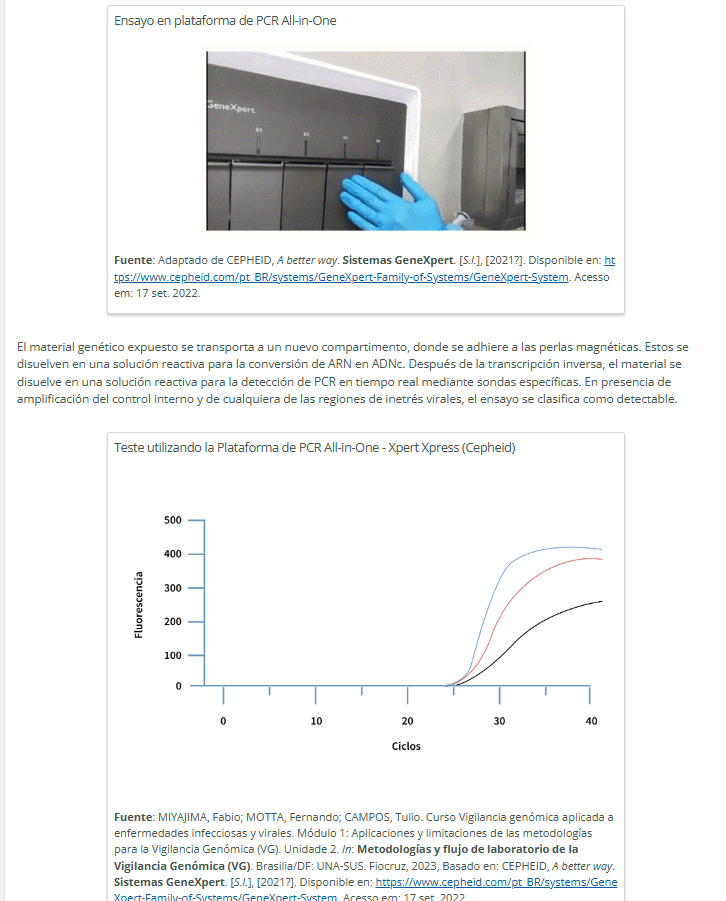 Ensayo en plataforma de PCR All-in-One
GeneXpert
Fuente: Adaptado de CEPHEID, A better way. Sistemas GeneXpert. [S.l.], [2021?]. Disponible en: ht
tps://www.cepheid.com/pt_BR/systems/GeneXpert-Family-of-Systems/GeneXpert-System. Acesso
em: 17 set. 2022.
El material genético expuesto se transporta a un nuevo compartimento, donde se adhiere a las perlas magnéticas. Estos se
disuelven en una solución reactiva para la conversión de ARN en ADNc. Después de la transcripción inversa, el material se
disuelve en una solución reactiva para la detección de PCR en tiempo real mediante sondas específicas. En presencia de
amplificación del control interno y de cualquiera de las regiones de inetrés virales, el ensayo se clasifica como detectable.
Teste utilizando la Plataforma de PCR All-in-One - Xpert Xpress (Cepheid)
500
400
300
200
100
0
Fluorescencia
0 10 20 30 40
Ciclos
Fuente: MIYAJIMA, Fabio; MOTTA, Fernando; CAMPOS, Tulio. Curso Vigilancia genómica aplicada a
enfermedades infecciosas y virales. Módulo 1: Aplicaciones y limitaciones de las metodologías
para la Vigilancia Genómica (VG). Unidade 2. In: Metodologías y flujo de laboratorio de la
Vigilancia Genómica (VG). Brasilia/DF: UNA-SUS. Fiocruz, 2023, Basado en: CEPHEID, A better way.
Sistemas GeneXpert. [S.l.], [2021?]. Disponible en: https://www.cepheid.com/pt_BR/systems/Gene
Xpert-Family-of-Systems/GeneXpert-System. Acesso em: 17 set. 2022